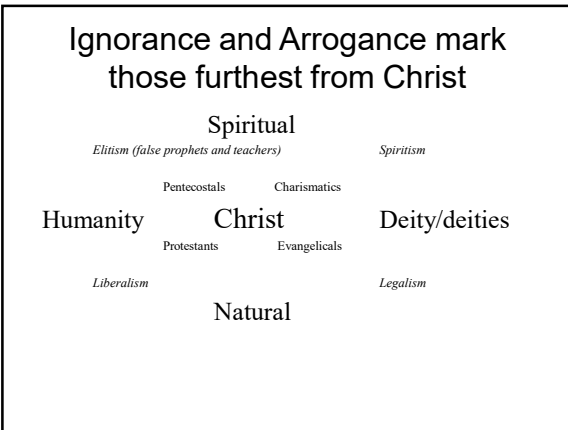 Ignorance and Arrogance mark
those furthest from Christ
Spiritual
Elitism (false prophets and teachers) Spiritism
Pentecostals Charismatics
Humanity Christ Deity/deities
Protestants Evangelicals
Liberalism Legalism
Natural